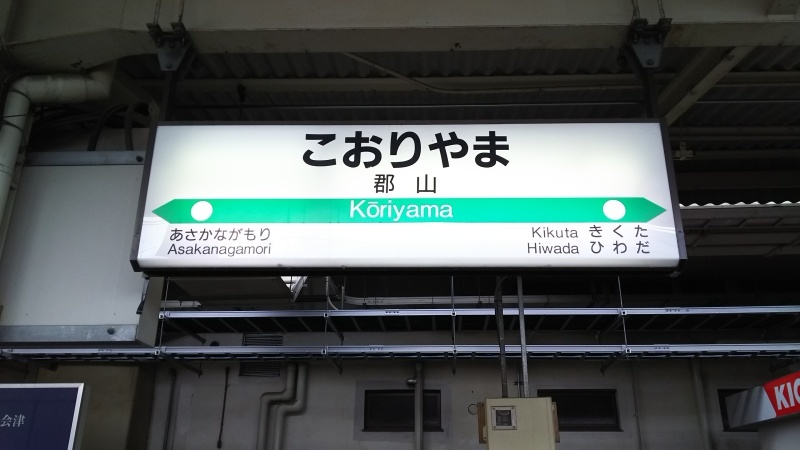 こおりやま
郡山
Kōriyama
あさかながもり
Asakanagamori
Kikuta きくた
Hiwada ひわだ
会津